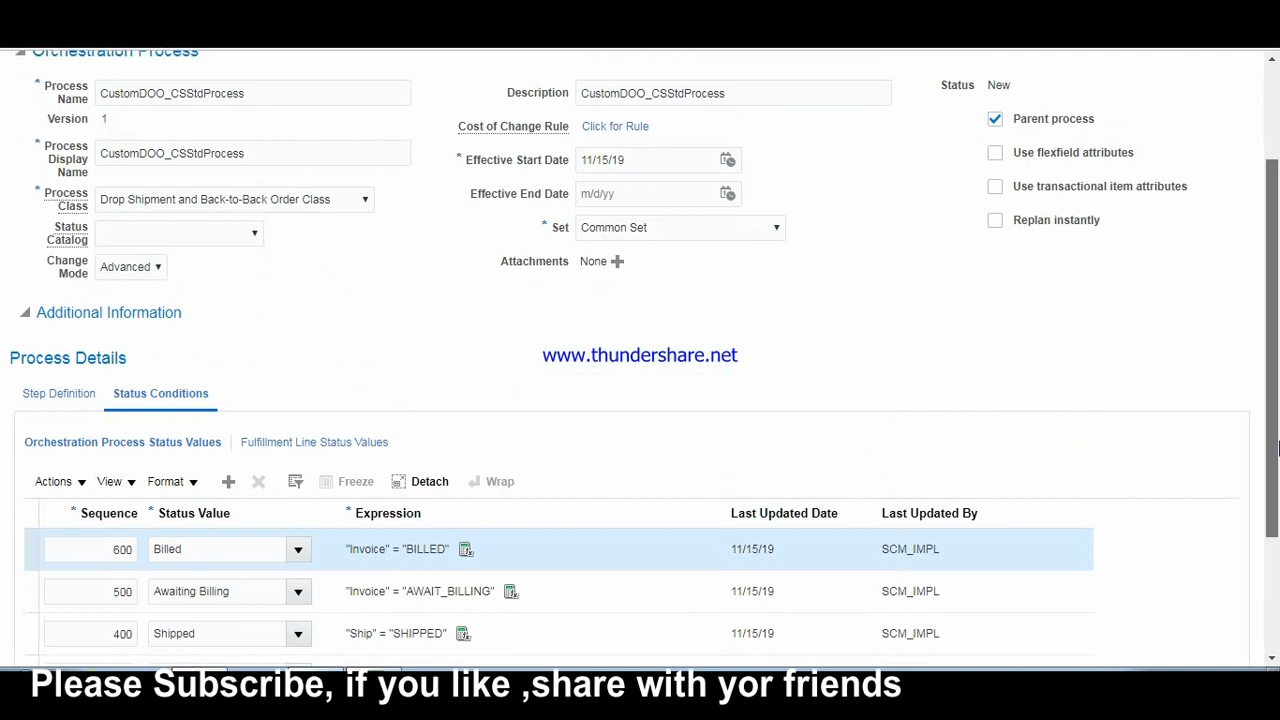 Orchestration Process
* Process Name CustomDOO_CSStdProcess Description CustomDOO_CSStdProcess Status New
Version 1 Cost of Change Rule Click for Rule Parent process
* Process Display Name CustomDOO_CSStdProcess * Effective Start Date 11/15/19 Use flexfield attributes
* Process Class Drop Shipment and Back-to-Back Order Class Effective End Date m/d/yy Use transactional item attributes
Status Catalog * Set Common Set Replan instantly
Change Mode Advanced Attachments None
Additional Information
Process Details
www.thundershare.net
Step Definition Status Conditions
Orchestration Process Status Values Fulfillment Line Status Values
Actions View Format Freeze Detach Wrap
* Sequence * Status Value * Expression Last Updated Date Last Updated By
600 Billed "Invoice" = "BILLED" 11/15/19 SCM_IMPL
500 Awaiting Billing "Invoice" = "AWAIT_BILLING" 11/15/19 SCM_IMPL
400 Shipped "Ship" = "SHIPPED" 11/15/19 SCM_IMPL
Please Subscribe, if you like ,share with yor friends